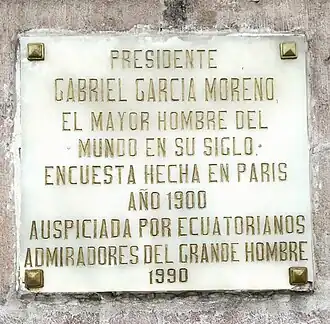 PRESIDENTE
GABRIEL GARCIA MORENO
EL MAYOR HOMBRE DEL
MUNDO EN SU SIGLO.
ENCUESTA HECHA EN PARIS
AÑO 1900
AUSPICIADA POR ECUATORIANOS
ADMIRADORES DEL GRANDE HOMBRE
1990